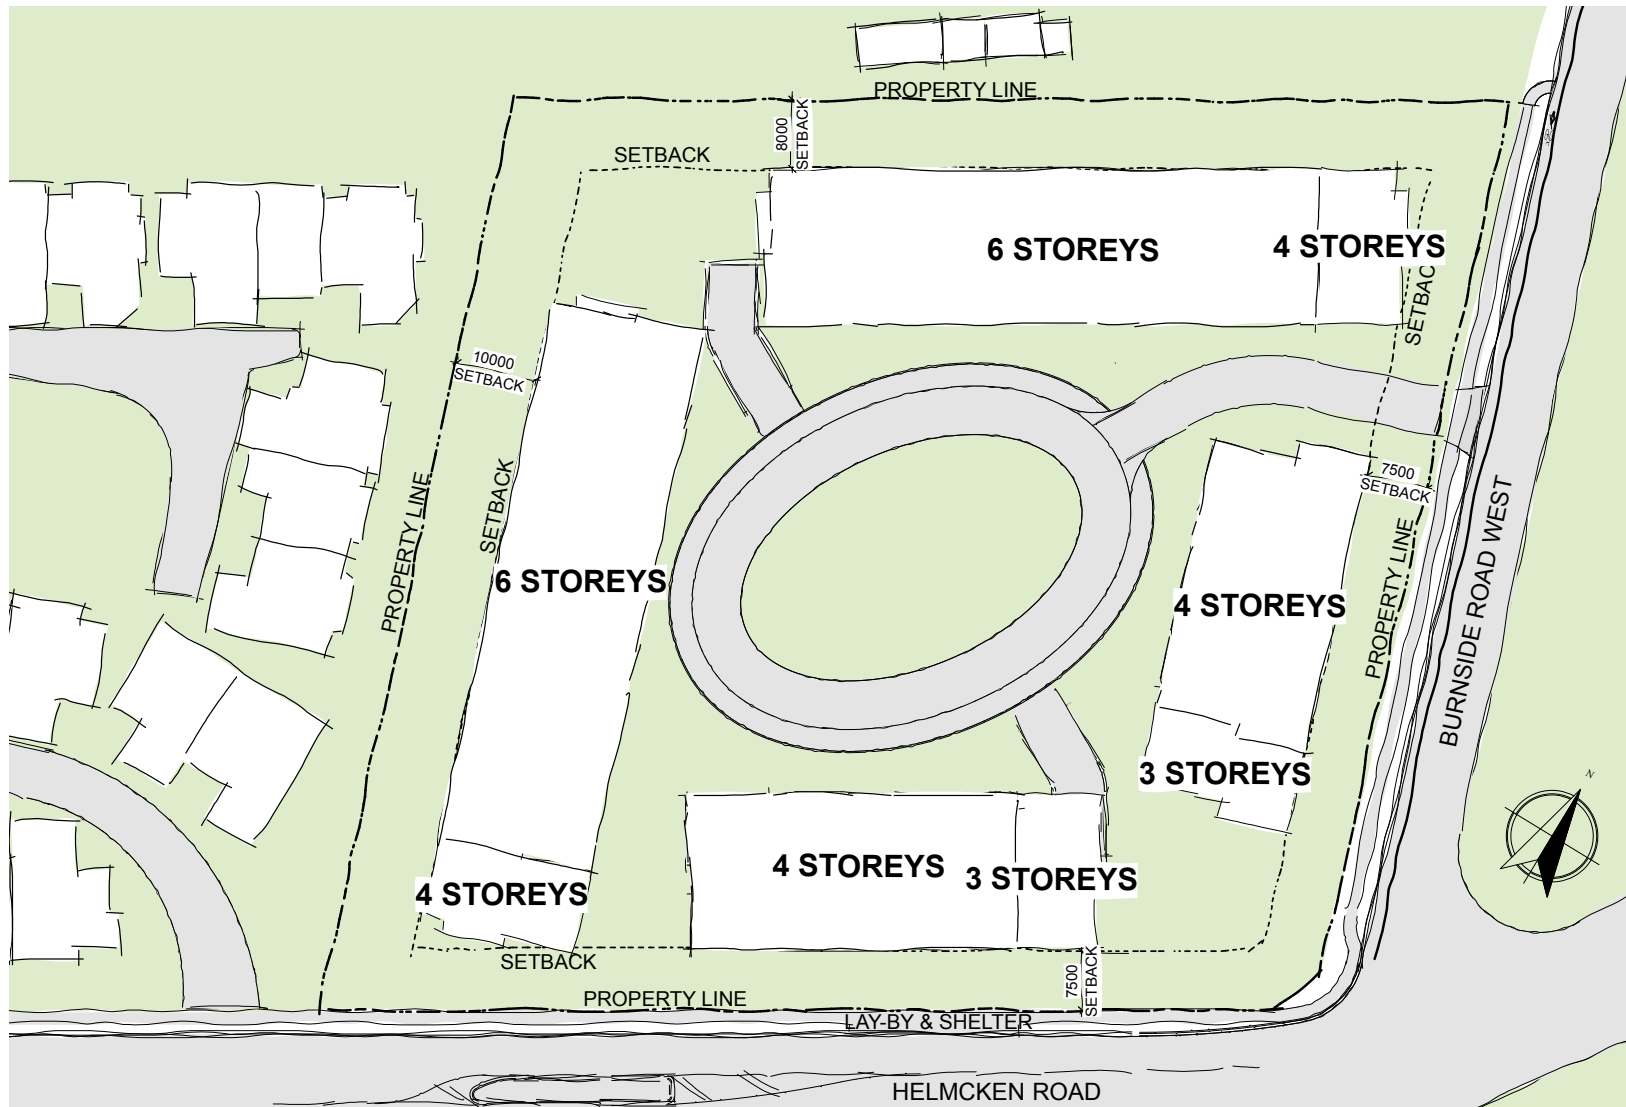 PROPERTY LINE
8000
SETBACK
SETBACK
6 STOREYS
4 STOREYS
SETBAC
10000
SETBACK
SETBACK
PROPERTY LINE
7500
SETBACK
PROPERTY LINE
BURNSIDE ROAD WEST
6 STOREYS
4 STOREYS
3 STOREYS
N
4 STOREYS
3 STOREYS
4 STOREYS
SETBACK
7500
SETBACK
PROPERTY LINE
LAY-BY & SHELTER
HELMCKEN ROAD